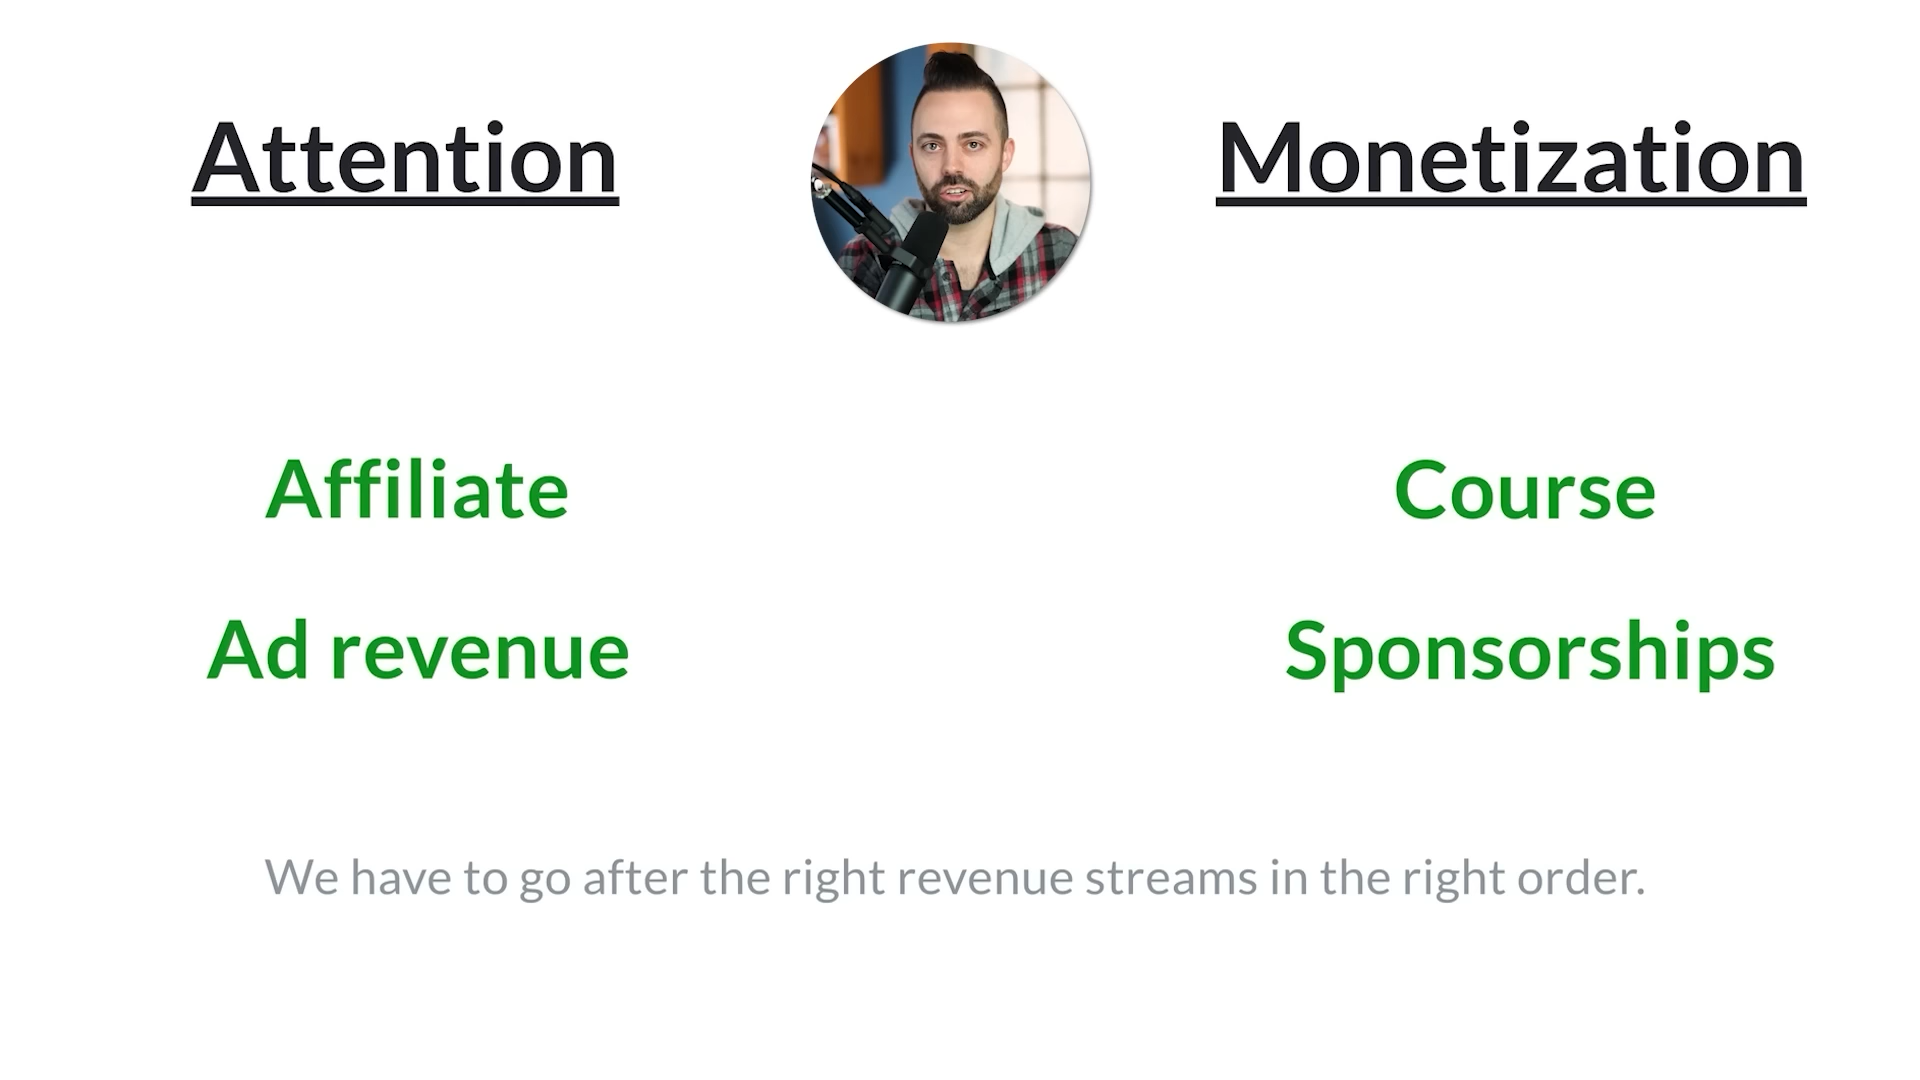 Attention
Monetization
Affiliate
Course
Ad revenue
Sponsorships
We have to go after the right revenue streams in the right order.